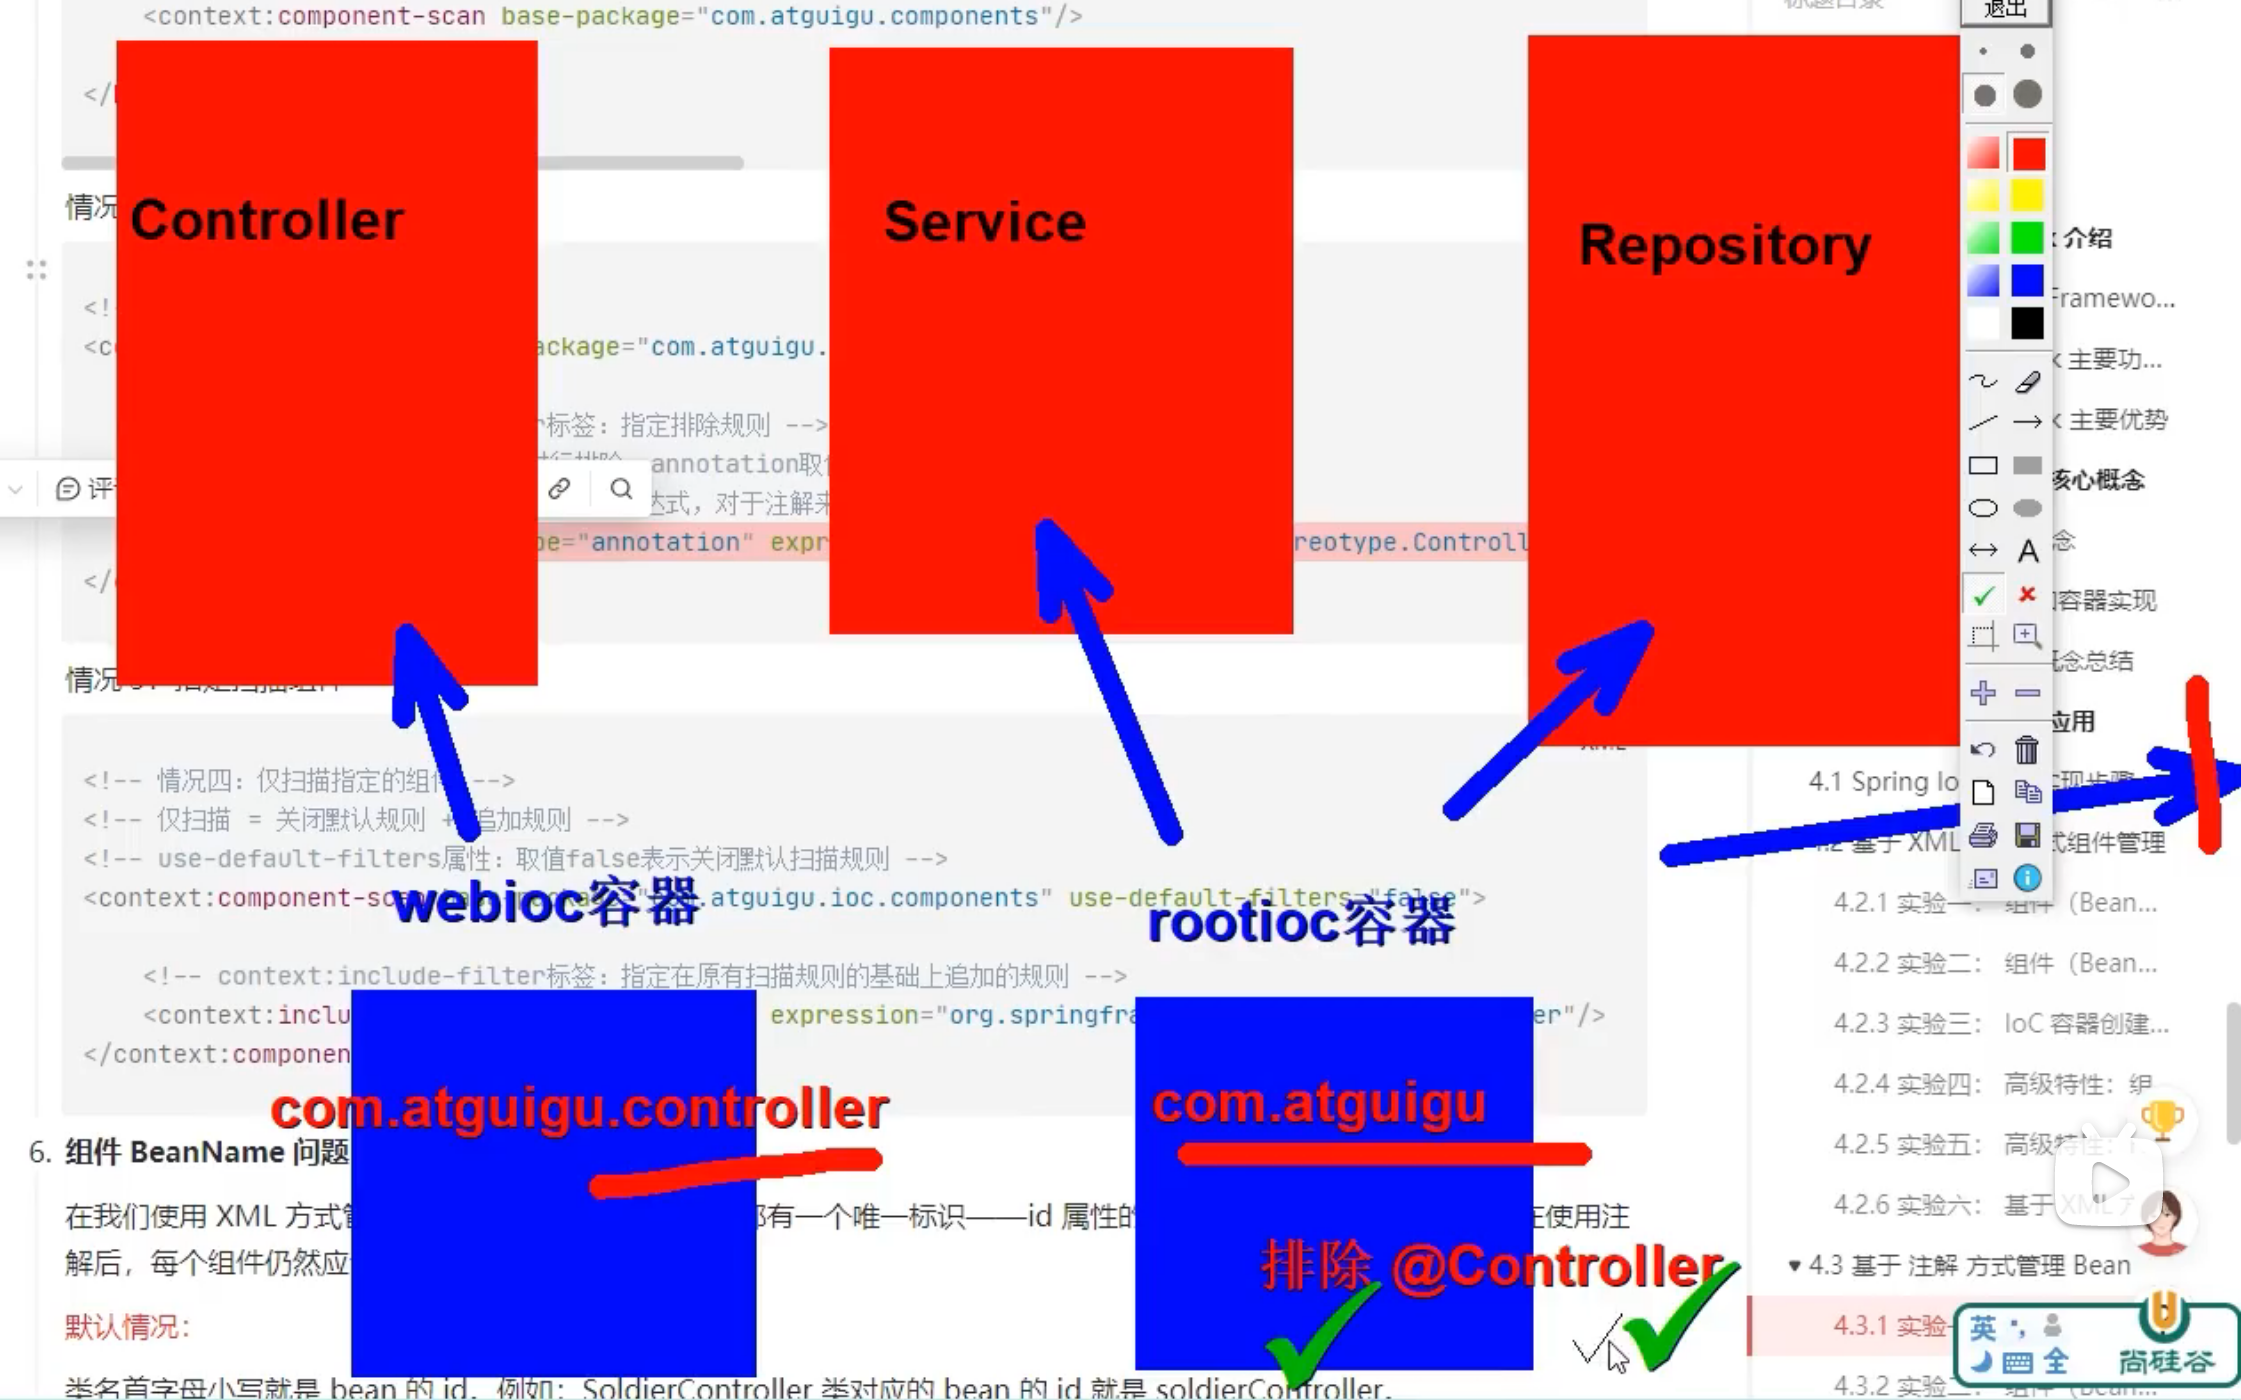 <context:component-scan base-package="com.atguigu.components"/>
退出
</
情况
Controller
Service
Repository
介绍
Framewo...
<!
<c
ackage="com.atguigu.
主要功...
标签：指定排除规则 -->
主要优势
annotation取
核心概念
评
达式，对于注解来
念
pe="annotation" expr
reotype.Controll
</
容器实现
概念总结
情况
应用
<!-- 情况四：仅扫描指定的组件 -->
4.1 Spring Io
实现步骤
<!-- 仅扫描 = 关闭默认规则 + 追加规则 -->
4.2 基于 XML
式组件管理
<!-- use-default-filters属性：取值false表示关闭默认扫描规则 -->
<context:component-scan base-package="com.atguigu.ioc.components" use-default-filters="false">
webioc容器
rootioc容器
4.2.1 实验一： 组件（Bean...
4.2.2 实验二： 组件（Bean...
<!-- context:include-filter标签：指定在原有扫描规则的基础上追加的规则 -->
<context:inclu
expression="org.springfra
er"/>
4.2.3 实验三： IoC 容器创建...
</context:componen
4.2.4 实验四： 高级特性：组
com.atguigu.controller
com.atguigu
4.2.5 实验五： 高级特性：
6. 组件 BeanName 问题
在我们使用 XML 方式管
都有一个唯一标识——id 属性的
在使用注
4.2.6 实验六： 基于 XML 方
解后，每个组件仍然应
排除 @Controller
4.3 基于 注解 方式管理 Bean
默认情况：
4.3.1 实验一
英
全
尚硅谷
类名首字母小写就是 bean 的 id。例如：SoldierController 类对应的 bean 的 id 就是 soldierController。
4.3.2 实验二： 组件（Bean...